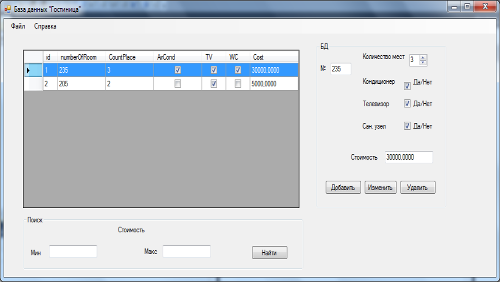 База данных "Гостиница"
Файл Справка
id numberOfRoom CountPlace AirCond TV WC Cost
1 235 3 30000,0000
2 205 2 5000,0000
БД
№ 235
Количество мест 3
Кондиционер Да/Нет
Телевизор Да/Нет
Сан. узел Да/Нет
Стоимость 30000,0000
Добавить Изменить Удалить
Поиск
Стоимость
Мин Макс Найти